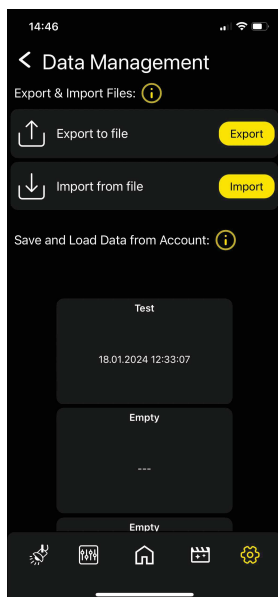 14:46
Data Management
Export & Import Files:
Export to file Export
Import from file Import
Save and Load Data from Account:
Test
18.01.2024 12:33:07
Empty
---
Empty